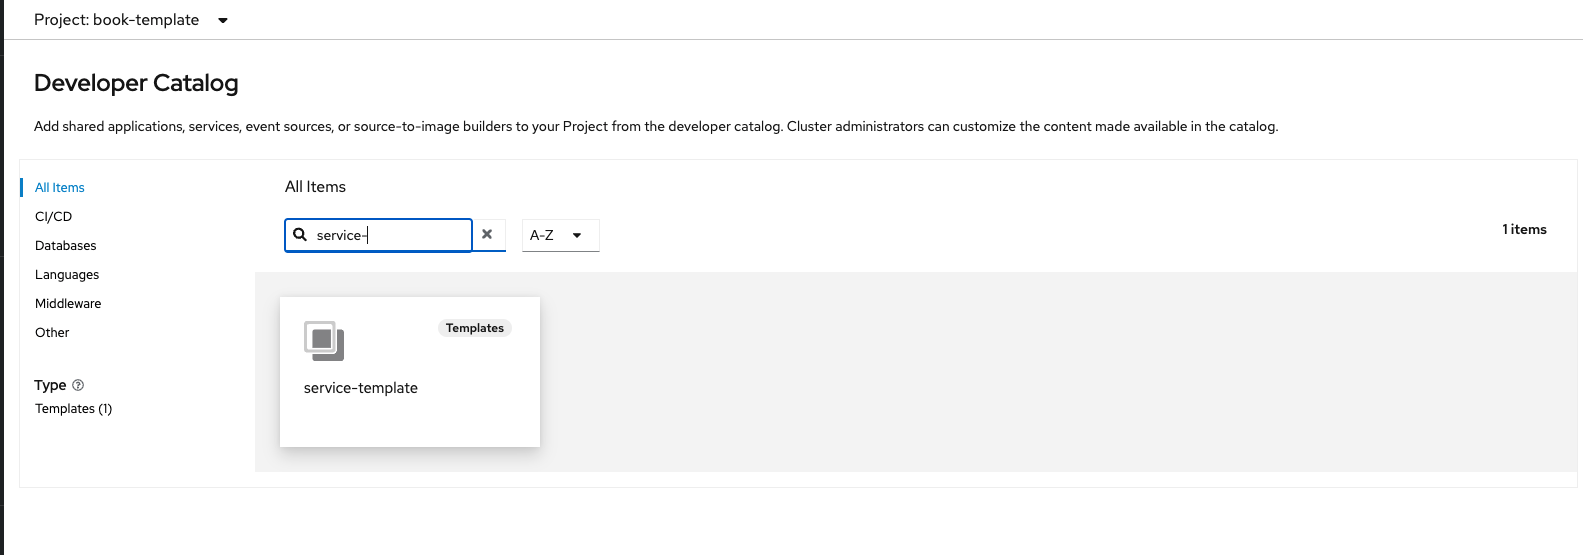 Project: book-template
Developer Catalog
Add shared applications, services, event sources, or source-to-image builders to your Project from the developer catalog. Cluster administrators can customize the content made available in the catalog.
All Items
CI/CD
Databases
Languages
Middleware
Other
Type
Templates (1)
All Items
service-
A-Z
1 items
Templates
service-template